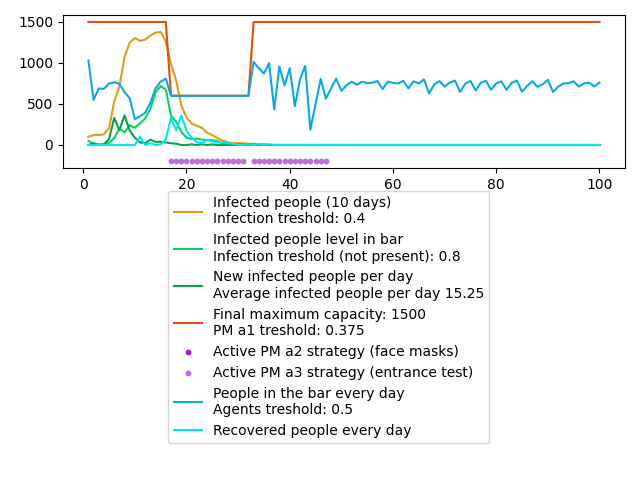 1500
1000
500
0
0
20
40
60
80
100
Infected people (10 days)
Infection treshold: 0.4
Infected people level in bar
Infection treshold (not present): 0.8
New infected people per day
Average infected people per day 15.25
Final maximum capacity: 1500
PM a1 treshold: 0.375
Active PM a2 strategy (face masks)
Active PM a3 strategy (entrance test)
People in the bar every day
Agents treshold: 0.5
Recovered people every day